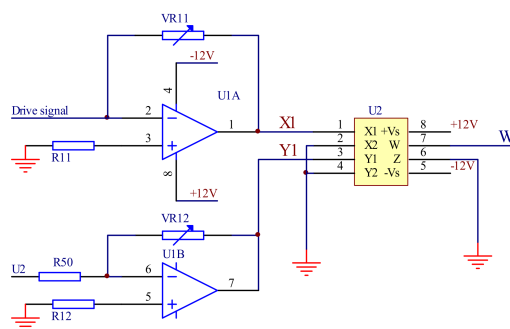 VR11
-12V
4
U1A
Drive signal
2
1
3
R11
8
+12V
X1
Y1
U2
1 X1 +Vs 8 +12V
2 X2 W 7 W
3 Y1 Z 6
4 Y2 -Vs 5 -12V
VR12
U1B
U2
R50
6
7
5
R12